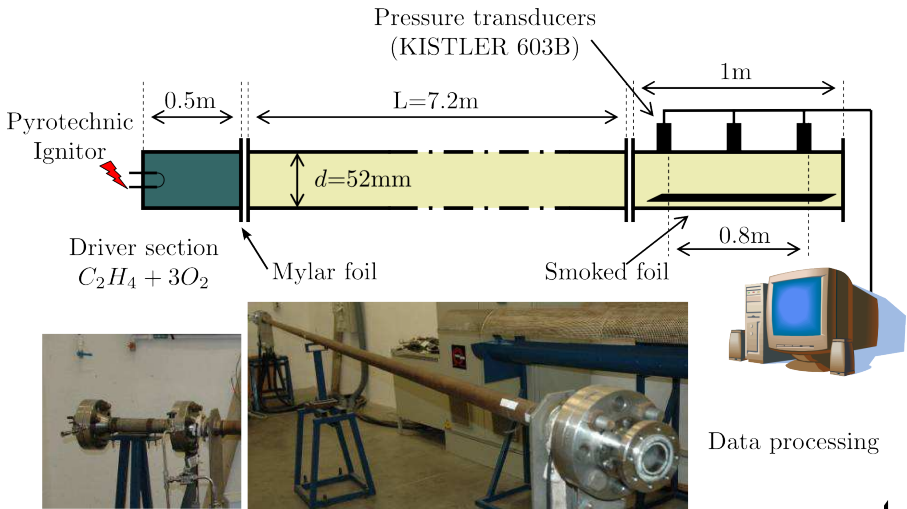 Pressure transducers
(KISTLER 603B)
1m
0.5m
L=7.2m
Pyrotechnic
Ignitor
d=52mm
0.8m
Driver section
C₂H₄ + 3O₂
Mylar foil
Smoked foil
Data processing